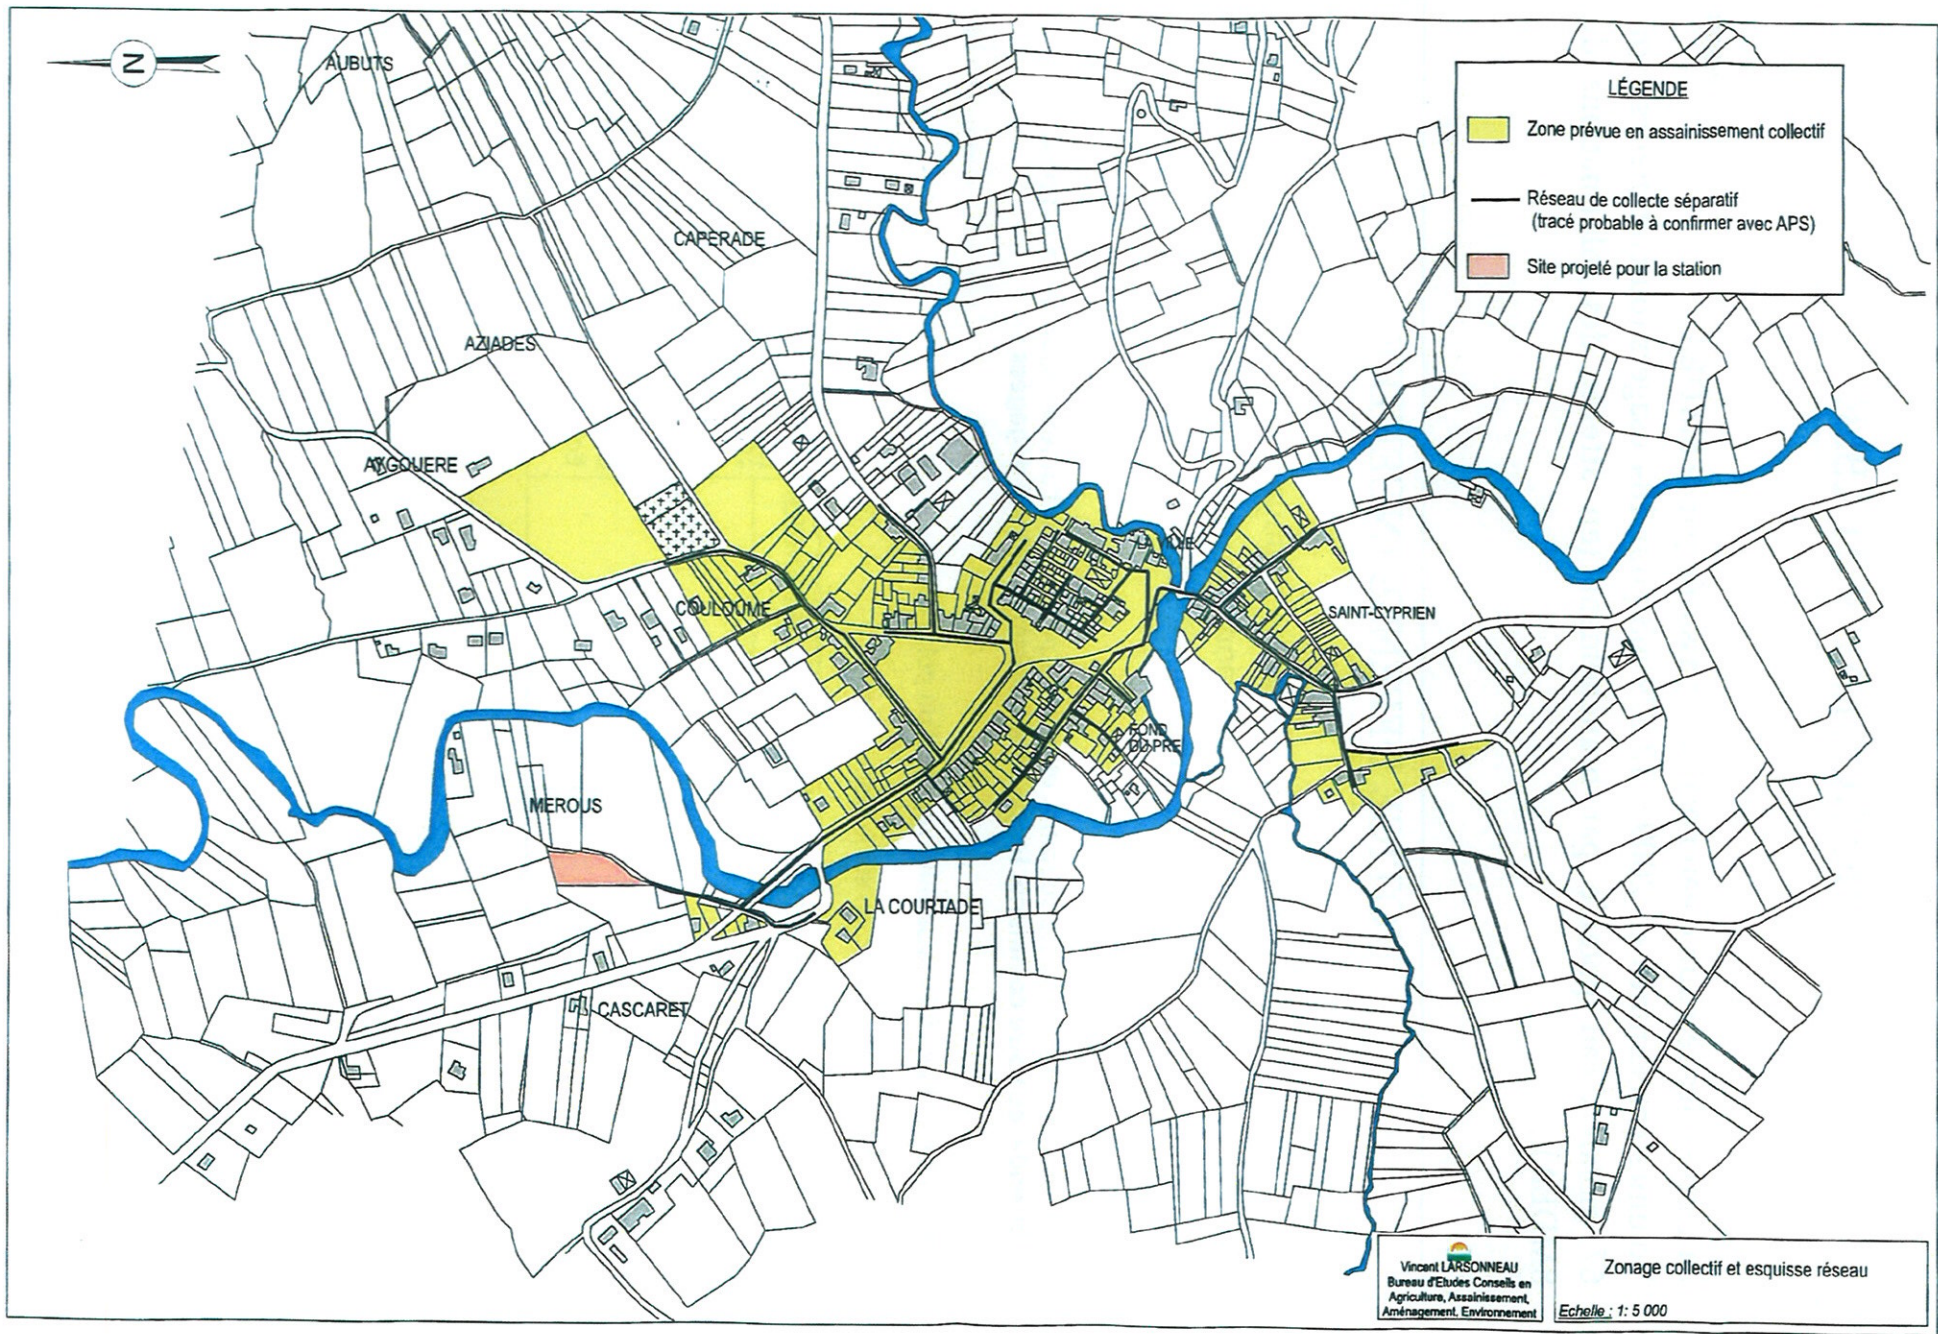 N
AUBUTS
LÉGENDE
Zone prévue en assainissement collectif
Réseau de collecte séparatif
(tracé probable à confirmer avec APS)
Site projeté pour la station
CAPERADE
AZIADES
AYGOUERE
LA VILLE
COULOUME
SAINT-CYPRIEN
FOND
DU PRE
MEROUS
LA COURTADE
CASCARET
Vincent LARSONNEAU
Bureau d'Etudes Conseils en
Agriculture, Assainissement,
Aménagement, Environnement
Zonage collectif et esquisse réseau
Echelle : 1: 5 000